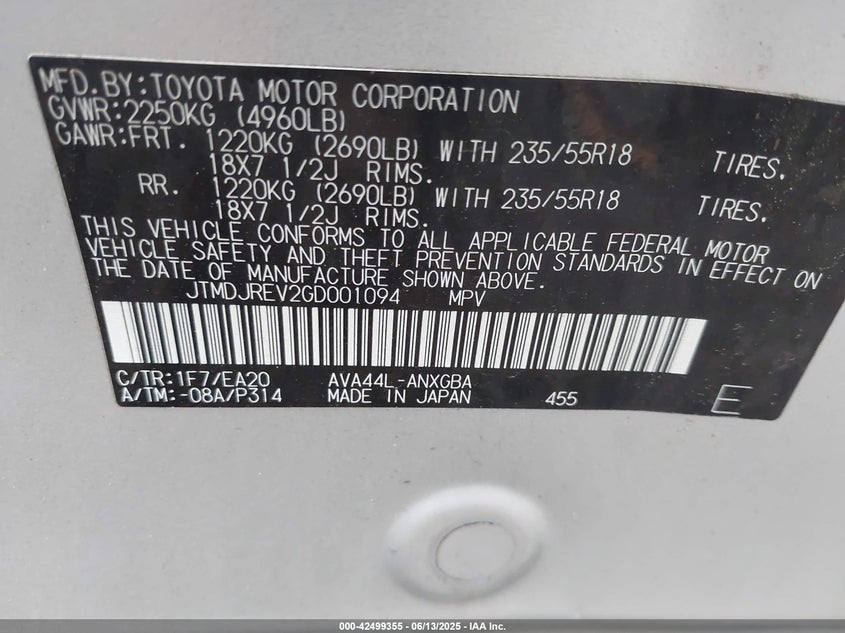 MFD.BY:TOYOTA MOTOR CORPORATION
GVWR:2250KG (4960LB)
GAWR:FRT. 1220KG (2690LB) WITH 235/55R18 TIRES.
18X7 1/2J RIMS.
RR. 1220KG (2690LB) WITH 235/55R18 TIRES.
18X7 1/2J RIMS.
THIS VEHICLE CONFORMS TO ALL APPLICABLE FEDERAL MOTOR
VEHICLE SAFETY AND THEFT PREVENTION STANDARDS IN EFFECT ON
THE DATE OF MANUFACTURE SHOWN ABOVE.
JTMDJREV2GD001094 MPV
C/TR:1F7/EA20 AVA44L-ANXGBA
A/TM:-08A/P314 MADE IN JAPAN 455 E
000-42499355 - 06/13/2025 - IAA Inc.